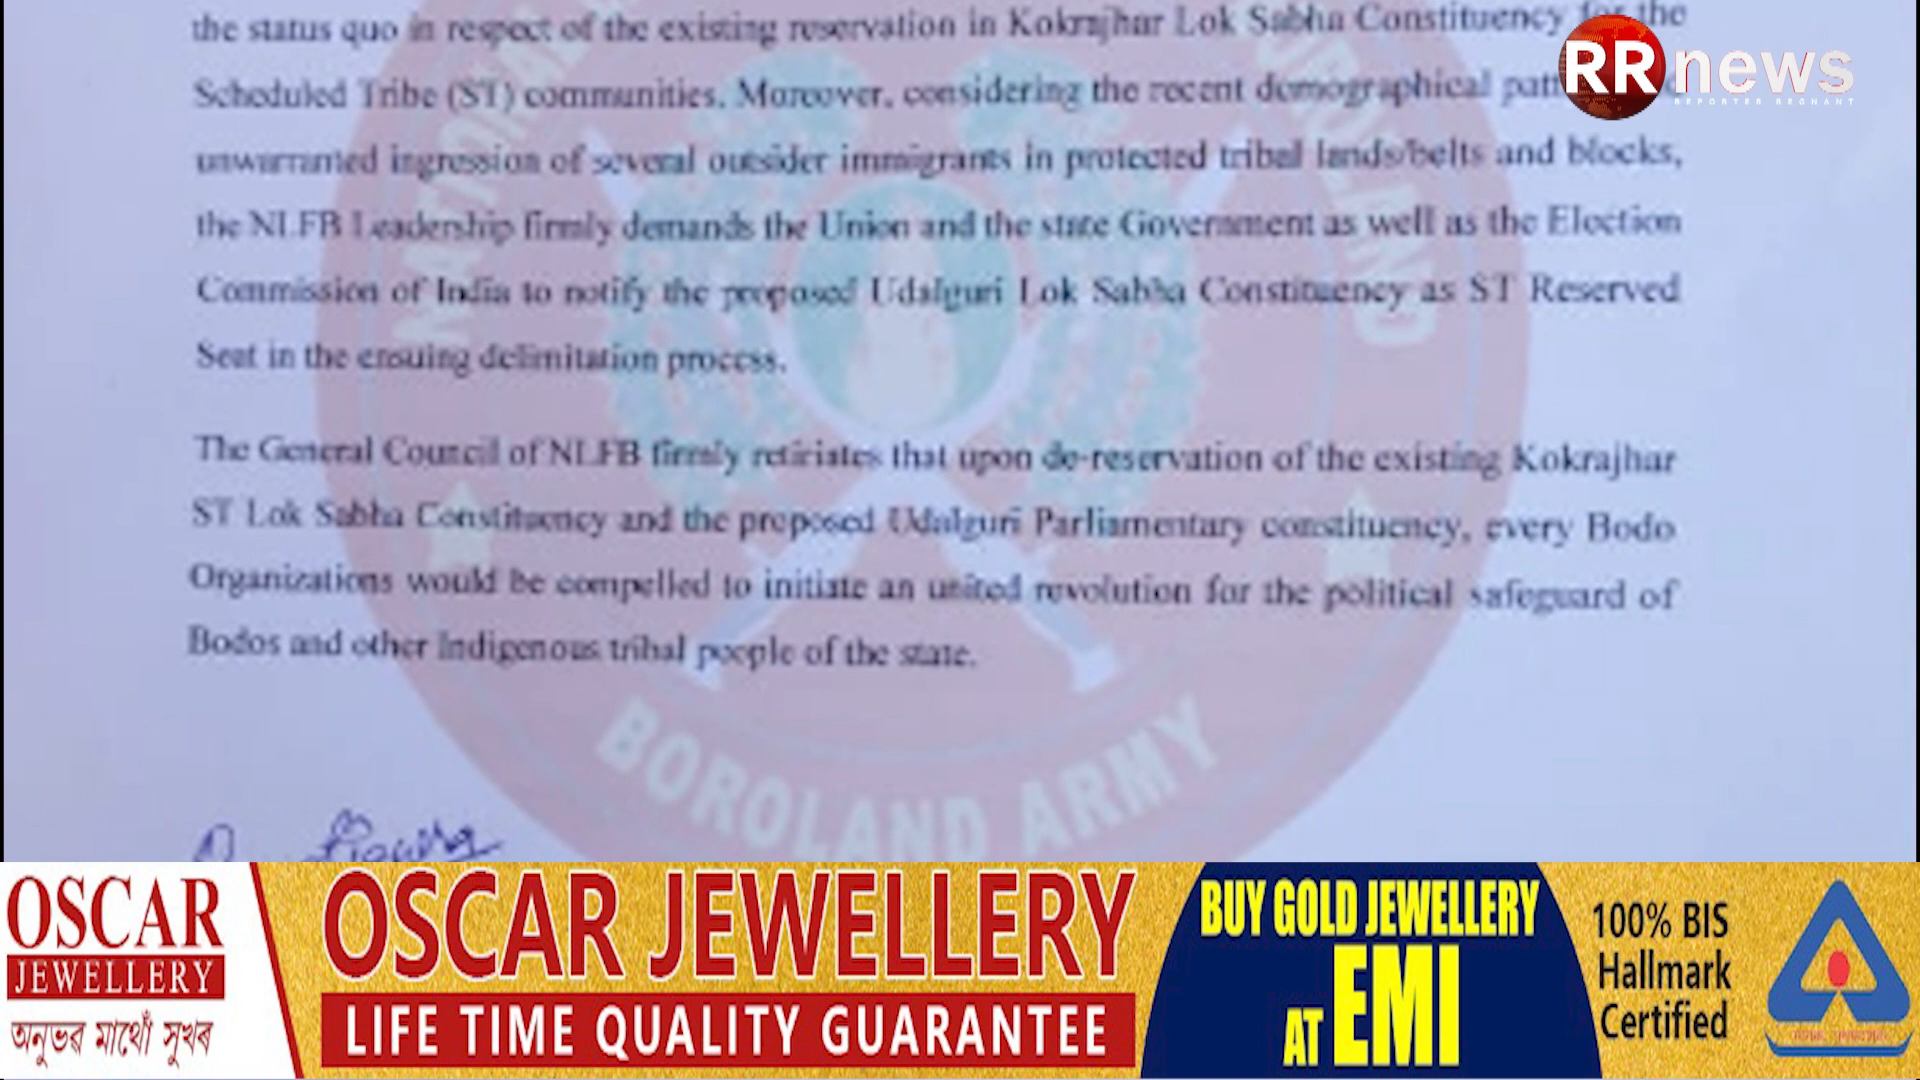 the status quo in respect of the existing reservation in Kokrajhar Lok Sabha Constituency for the
Scheduled Tribe (ST) communities. Moreover, considering the recent demographical
unwarranted ingression of several outsider immigrants in protected tribal lands/belts and blocks,
the NLFB Leadership firmly demands the Union and the state Government as well as the Election
Commission of India to notify the proposed Udalguri Lok Sabha Constituency as ST Reserved
Seat in the ensuing delimitation process.
The General Council of NLFB firmly retiriates that upon de-reservation of the existing Kokrajhar
ST Lok Sabha Constituency and the proposed Udalguri Parliamentary constituency, every Bodo
Organizations would be compelled to initiate an united revolution for the political safeguard of
Bodos and other Indigenous tribal people of the state.
BOROLAND ARMY
RR news
REPORTER REGNANT
OSCAR
JEWELLERY
অনুভৱ মাথোঁ সুখৰ
OSCAR JEWELLERY
LIFE TIME QUALITY GUARANTEE
BUY GOLD JEWELLERY
AT EMI
100% BIS
Hallmark
Certified